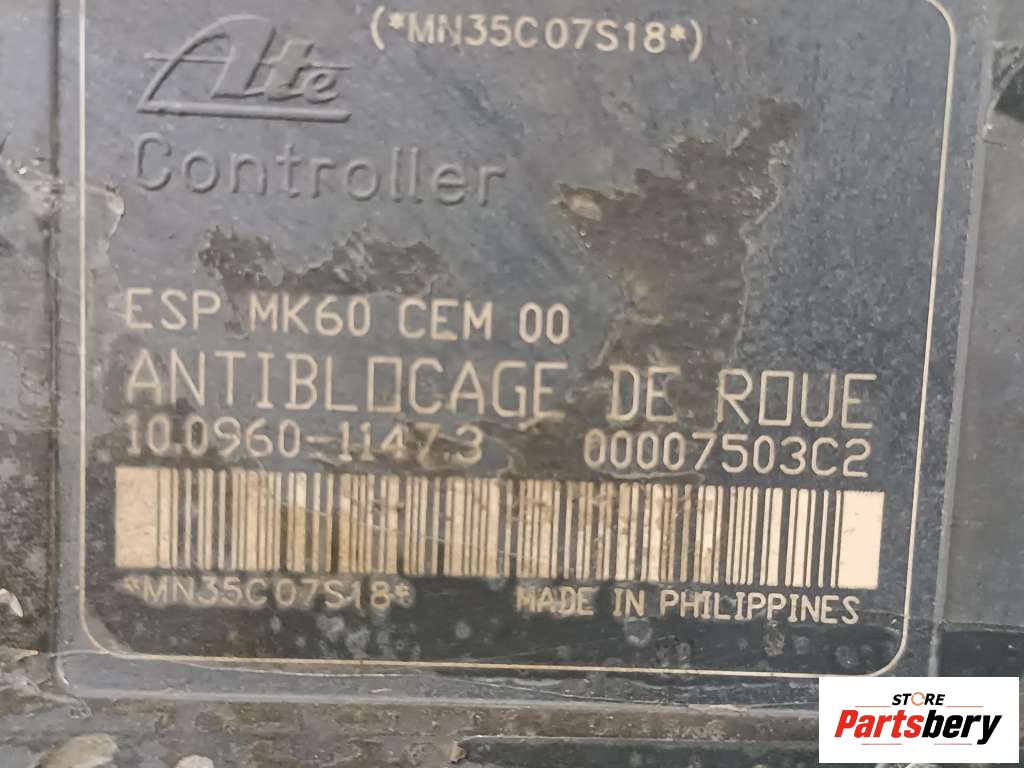 (*MN35C07S18*)
Ate
Controller
ESP MK60 CEM 00
ANTIBLOCAGE DE ROUE
10.0960-1147.3 00007503C2
*MN35C07S18*
MADE IN PHILIPPINES
STORE
Partsbery